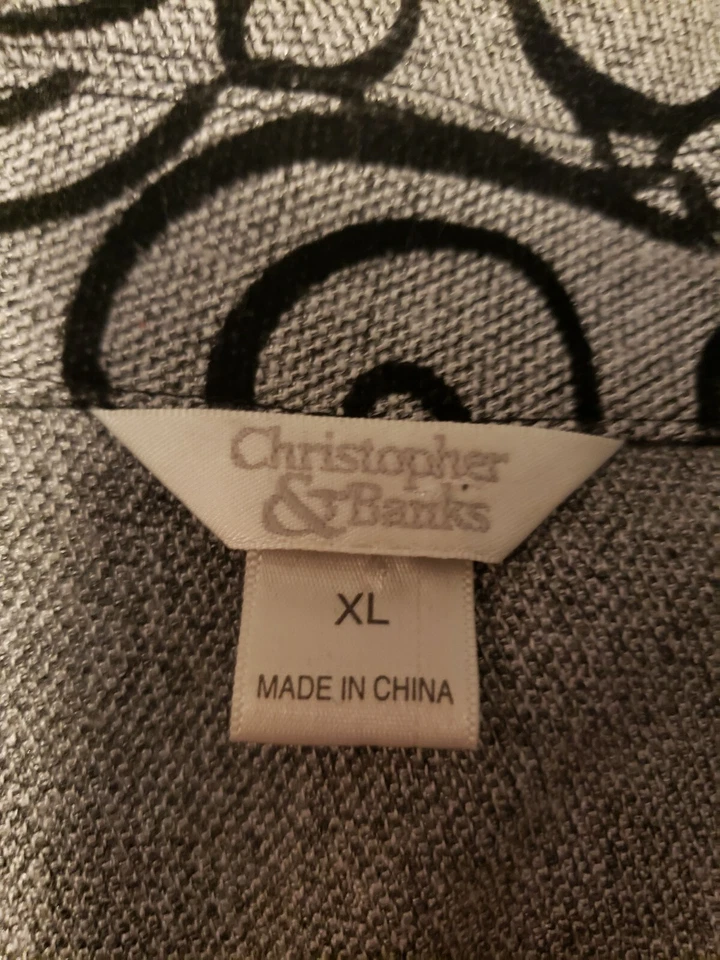 Christopher
& Banks
XL
MADE IN CHINA